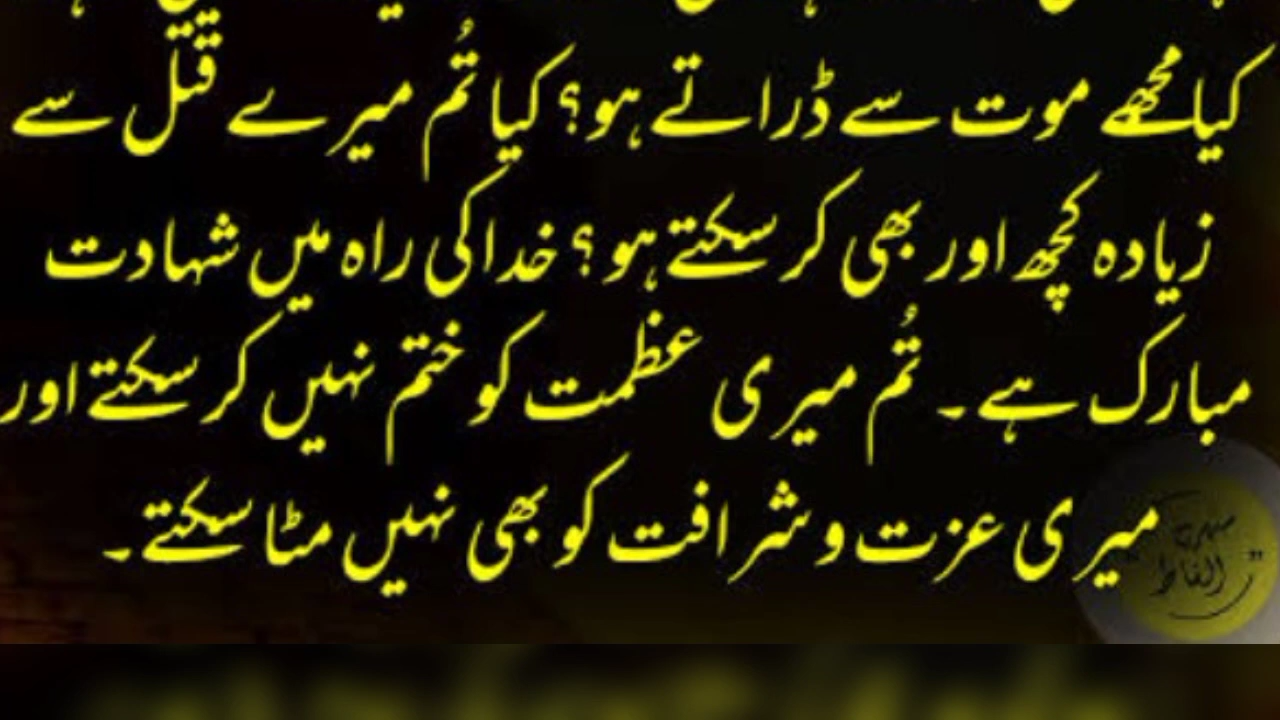 کیا مجھے موت سے ڈراتے ہو؟ کیا تُم میرے قتل سے
زیادہ کچھ اور بھی کر سکتے ہو؟ خدا کی راہ میں شہادت
مبارک ہے۔ تُم میری عظمت کو ختم نہیں کر سکتے اور
میری عزت و شرافت کو بھی نہیں مٹا سکتے۔
سنہرے الفاظ